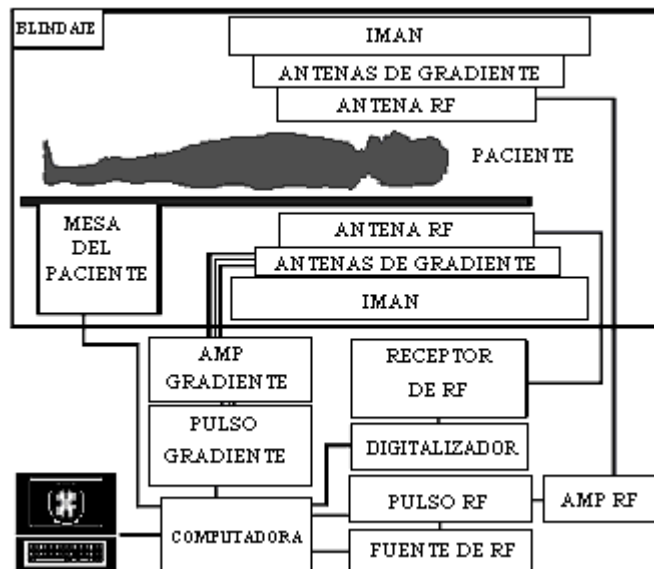 BLINDAJE
IMAN
ANTENAS DE GRADIENTE
ANTENA RF
PACIENTE
MESA
DEL
PACIENTE
ANTENA RF
ANTENAS DE GRADIENTE
IMAN
AMP
GRADIENTE
RECEPTOR
DE RF
PULSO
GRADIENTE
DIGITALIZADOR
COMPUTADORA
PULSO RF
AMP RF
FUENTE DE RF